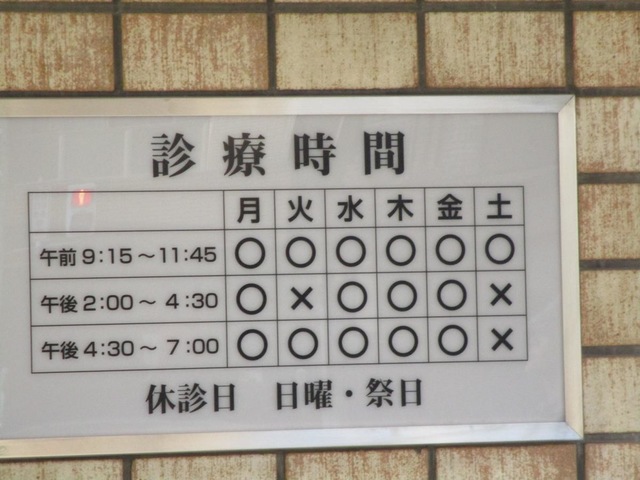 診療時間
月 火 水 木 金 土
午前 9:15～11:45 ○ ○ ○ ○ ○ ○
午後 2:00～ 4:30 ○ × ○ ○ ○ ×
午後 4:30～ 7:00 ○ ○ ○ ○ ○ ×
休診日 日曜・祭日